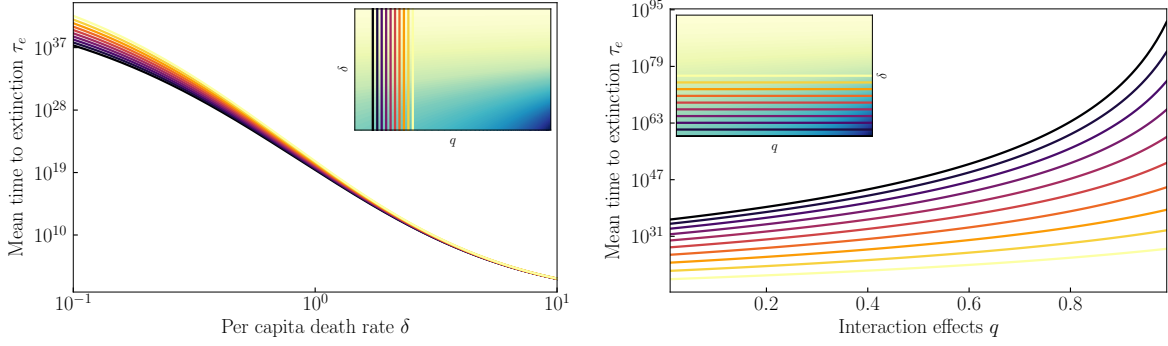 Mean time to extinction τ_e
10^37
10^28
10^19
10^10
10^−1
10^0
10^1
Per capita death rate δ
δ
q
Mean time to extinction τ_e
10^95
10^79
10^63
10^47
10^31
0.2
0.4
0.6
0.8
Interaction effects q
δ
q